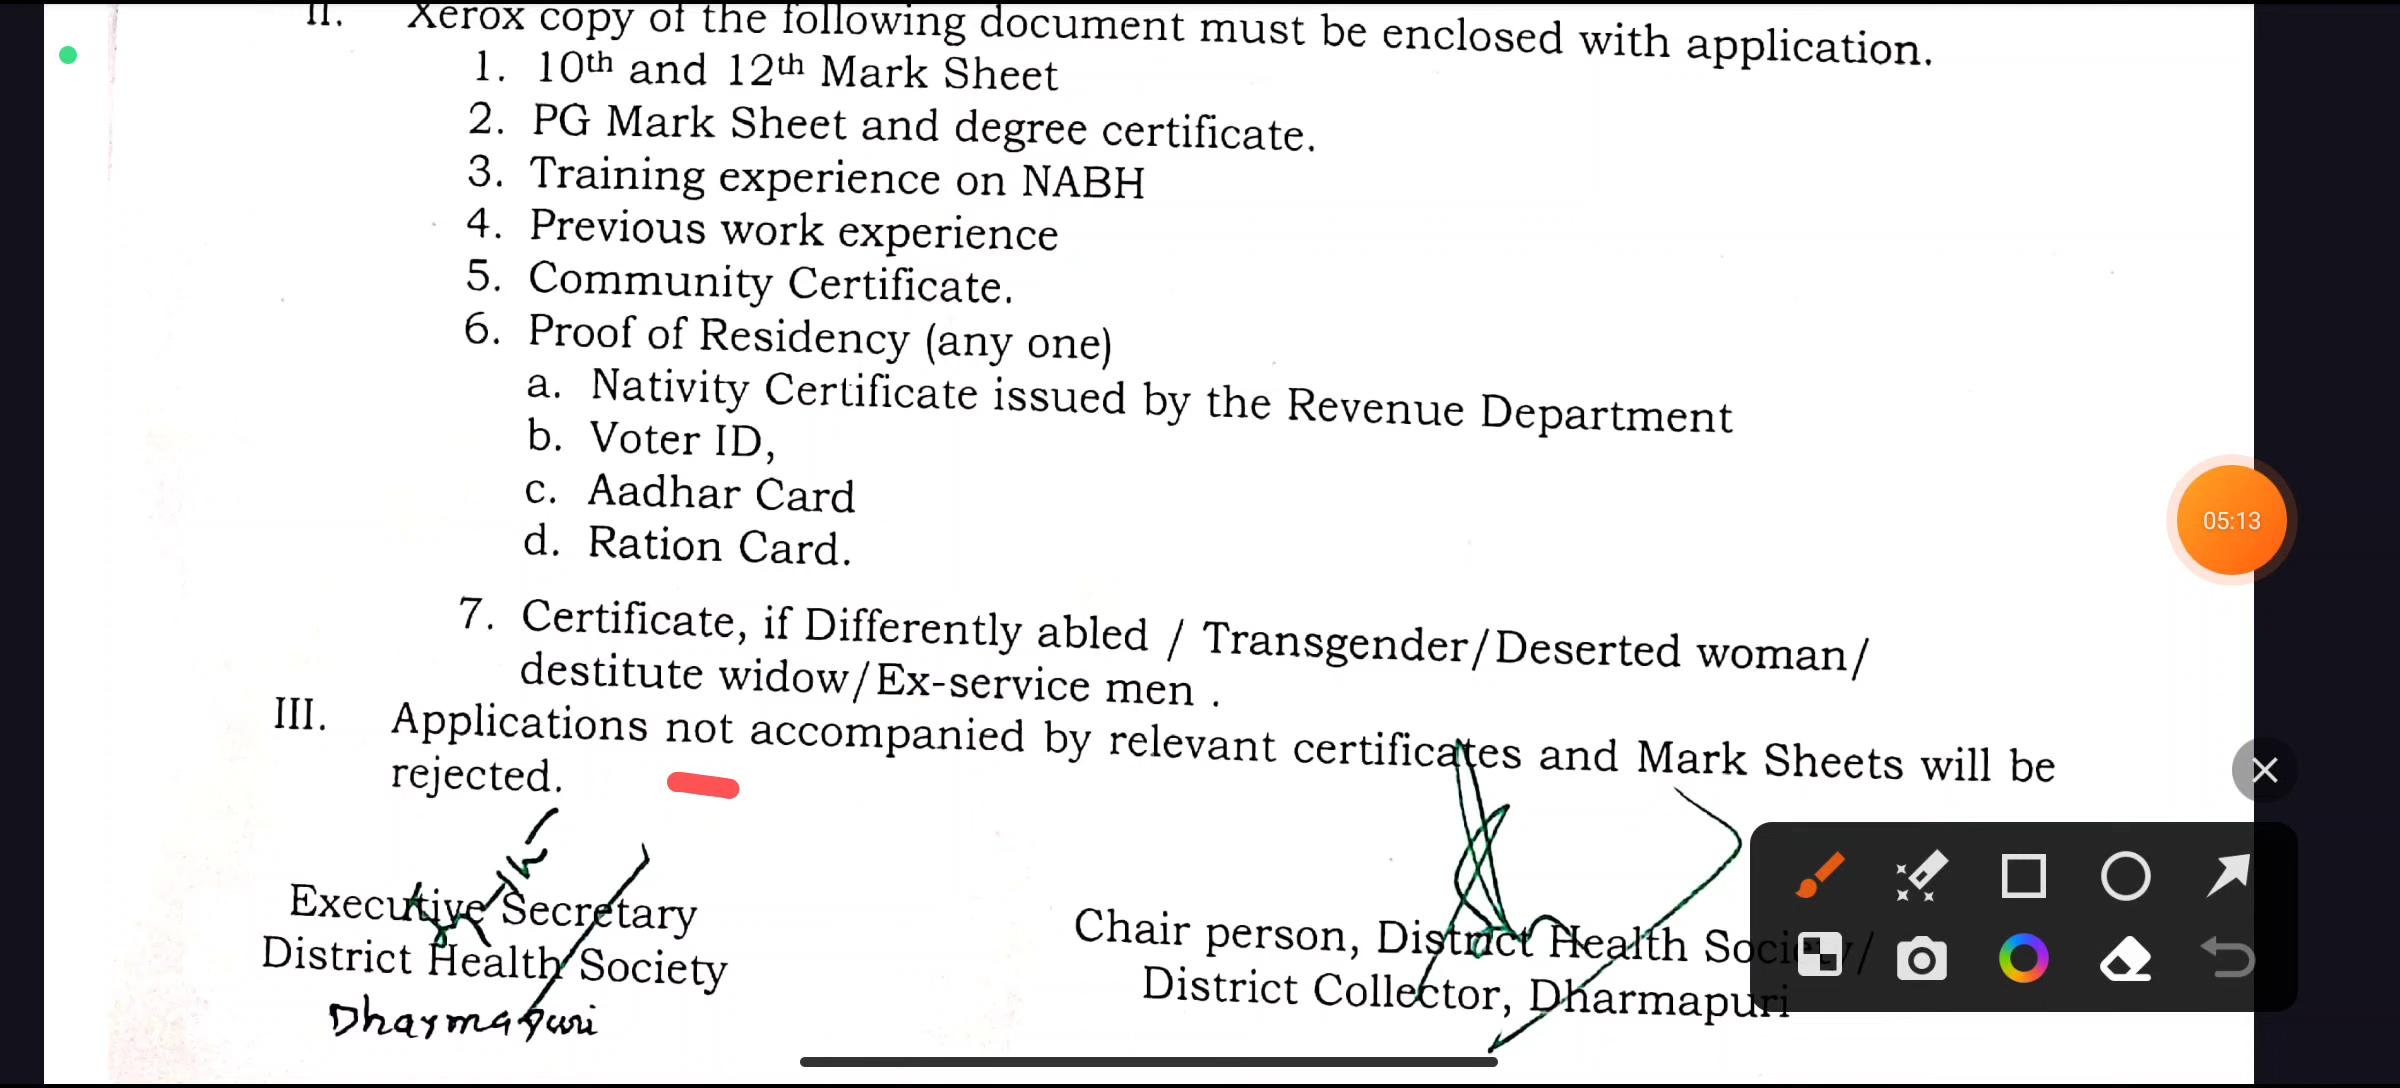 II. Xerox copy of the following document must be enclosed with application.
1. 10th and 12th Mark Sheet
2. PG Mark Sheet and degree certificate.
3. Training experience on NABH
4. Previous work experience
5. Community Certificate.
6. Proof of Residency (any one)
a. Nativity Certificate issued by the Revenue Department
b. Voter ID,
c. Aadhar Card
d. Ration Card.
05:13
7. Certificate, if Differently abled / Transgender/Deserted woman/
destitute widow/Ex-service men .
III. Applications not accompanied by relevant certificates and Mark Sheets will be
rejected.
Executive Secretary
District Health Society
Dharmapuri
Chair person, District Health Society/
District Collector, Dharmapuri